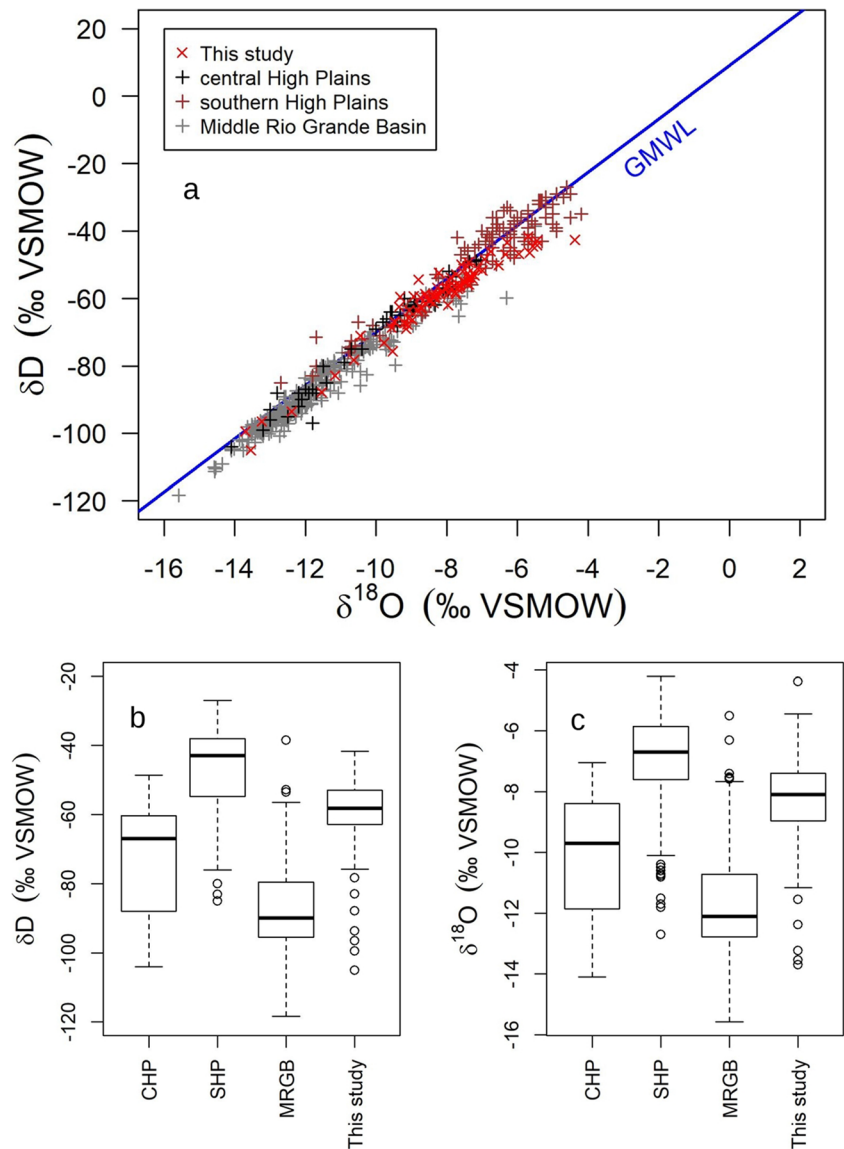 20
0
-20
-40
-60
-80
-100
-120
δD (‰ VSMOW)
This study
central High Plains
southern High Plains
Middle Rio Grande Basin
a
GMWL
-16 -14 -12 -10 -8 -6 -4 -2 0 2
δ¹⁸O (‰ VSMOW)
-20
-40
-60
-80
-100
-120
δD (‰ VSMOW)
b
CHP
SHP
MRGB
This study
-4
-6
-8
-10
-12
-14
-16
δ¹⁸O (‰ VSMOW)
c
CHP
SHP
MRGB
This study